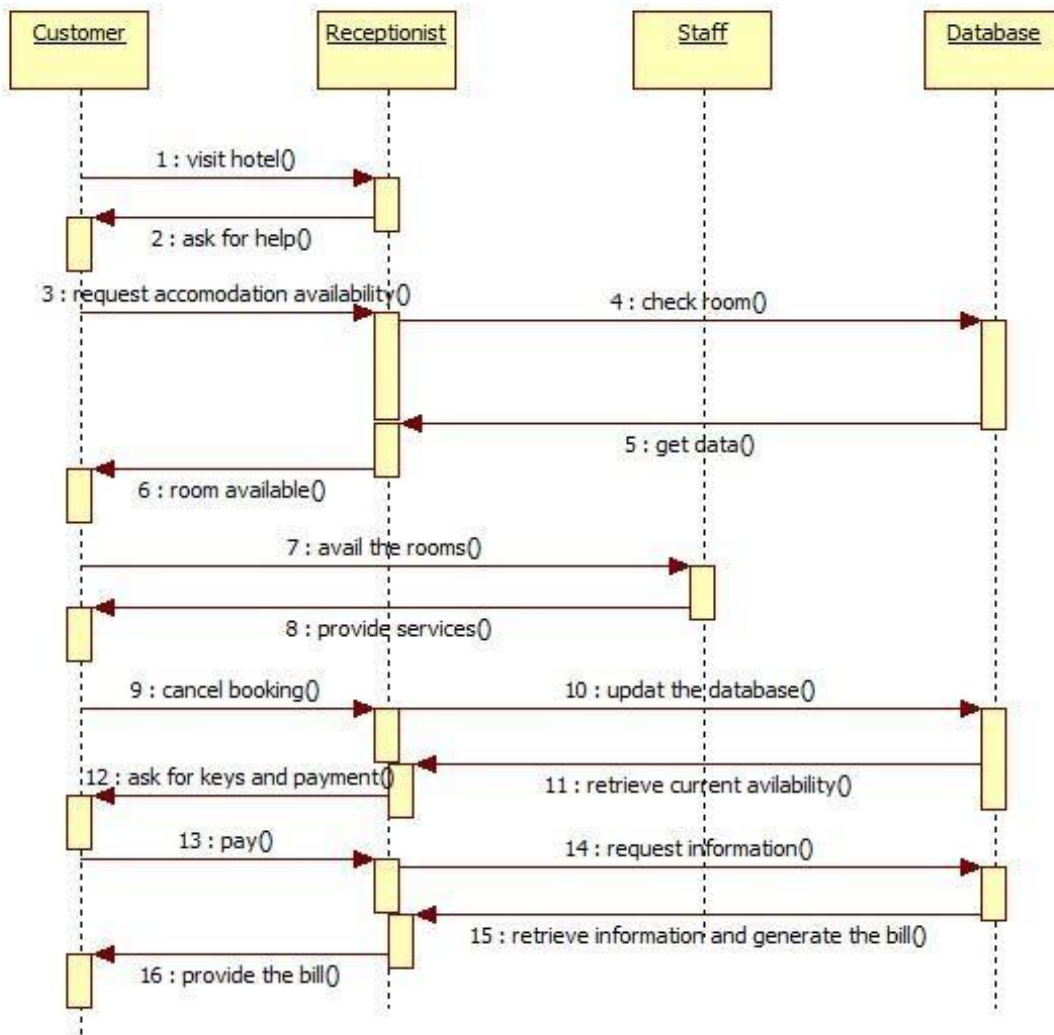 Customer
Receptionist
Staff
Database
1 : visit hotel()
2 : ask for help()
3 : request accomodation availability()
4 : check room()
5 : get data()
6 : room available()
7 : avail the rooms()
8 : provide services()
9 : cancel booking()
10 : updat the database()
11 : retrieve current avilability()
12 : ask for keys and payment()
13 : pay()
14 : request information()
15 : retrieve information and generate the bill()
16 : provide the bill()